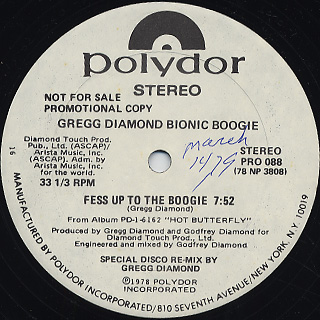 polydor
STEREO
NOT FOR SALE
PROMOTIONAL COPY
GREGG DIAMOND BIONIC BOOGIE
Diamond Touch Prod.
Pub., Ltd. (ASCAP)/
Arista Music, Inc.
(ASCAP), Adm. by
Arista Music, Inc.
for the world.
33 1/3 RPM
16
March
STEREO
PRO 088
(78 NP 3808)
FESS UP TO THE BOOGIE 7:52
(Gregg Diamond)
From Album PD-1-6162 "HOT BUTTERFLY"
Produced by Gregg Diamond and Godfrey Diamond for
Diamond Touch Prod., Ltd.
Engineered and mixed by Godfrey Diamond
SPECIAL DISCO RE-MIX BY
GREGG DIAMOND
℗1978 POLYDOR
INCORPORATED
MANUFACTURED BY POLYDOR INCORPORATED/810 SEVENTH AVENUE/NEW YORK, N.Y. 10019